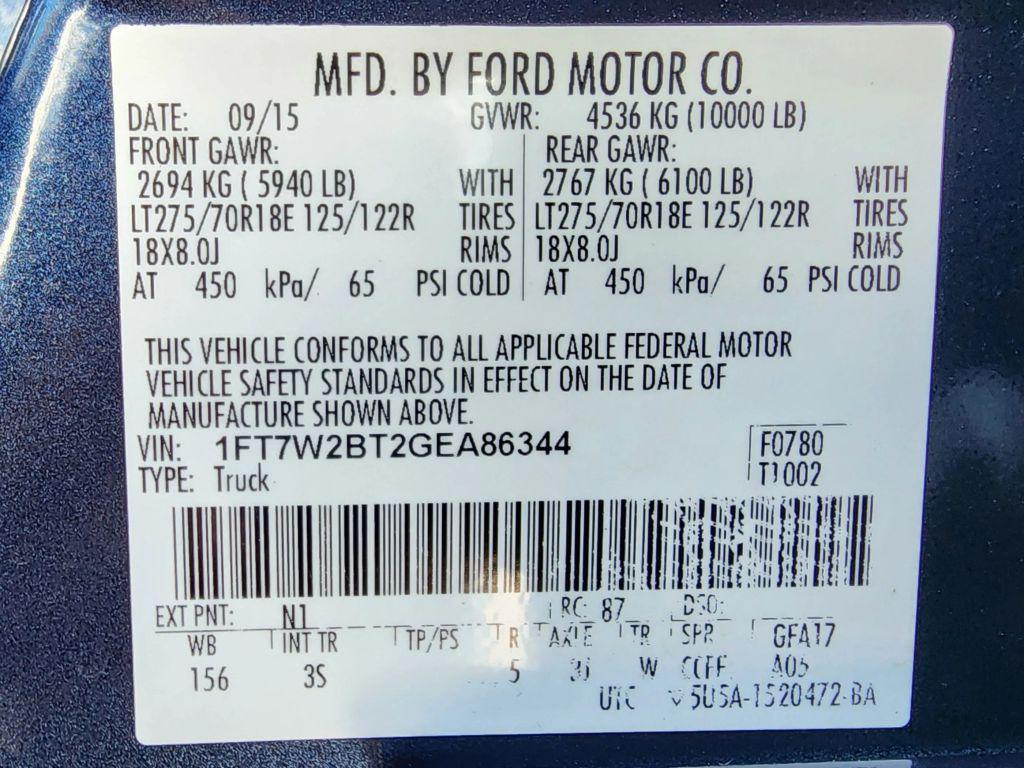 MFD. BY FORD MOTOR CO.
DATE: 09/15 GVWR: 4536 KG (10000 LB)
FRONT GAWR: REAR GAWR:
2694 KG ( 5940 LB) WITH 2767 KG ( 6100 LB) WITH
LT275/70R18E 125/122R TIRES LT275/70R18E 125/122R TIRES
18X8.0J RIMS 18X8.0J RIMS
AT 450 kPa/ 65 PSI COLD AT 450 kPa/ 65 PSI COLD
THIS VEHICLE CONFORMS TO ALL APPLICABLE FEDERAL MOTOR
VEHICLE SAFETY STANDARDS IN EFFECT ON THE DATE OF
MANUFACTURE SHOWN ABOVE.
VIN: 1FT7W2BT2GEA86344 F0780
TYPE: Truck T1002
EXT PNT: N1 RC: 87 DSO:
WB INT TR TP/PS R AXLE TR SPR GFA17
156 3S 5 W A05
UTC